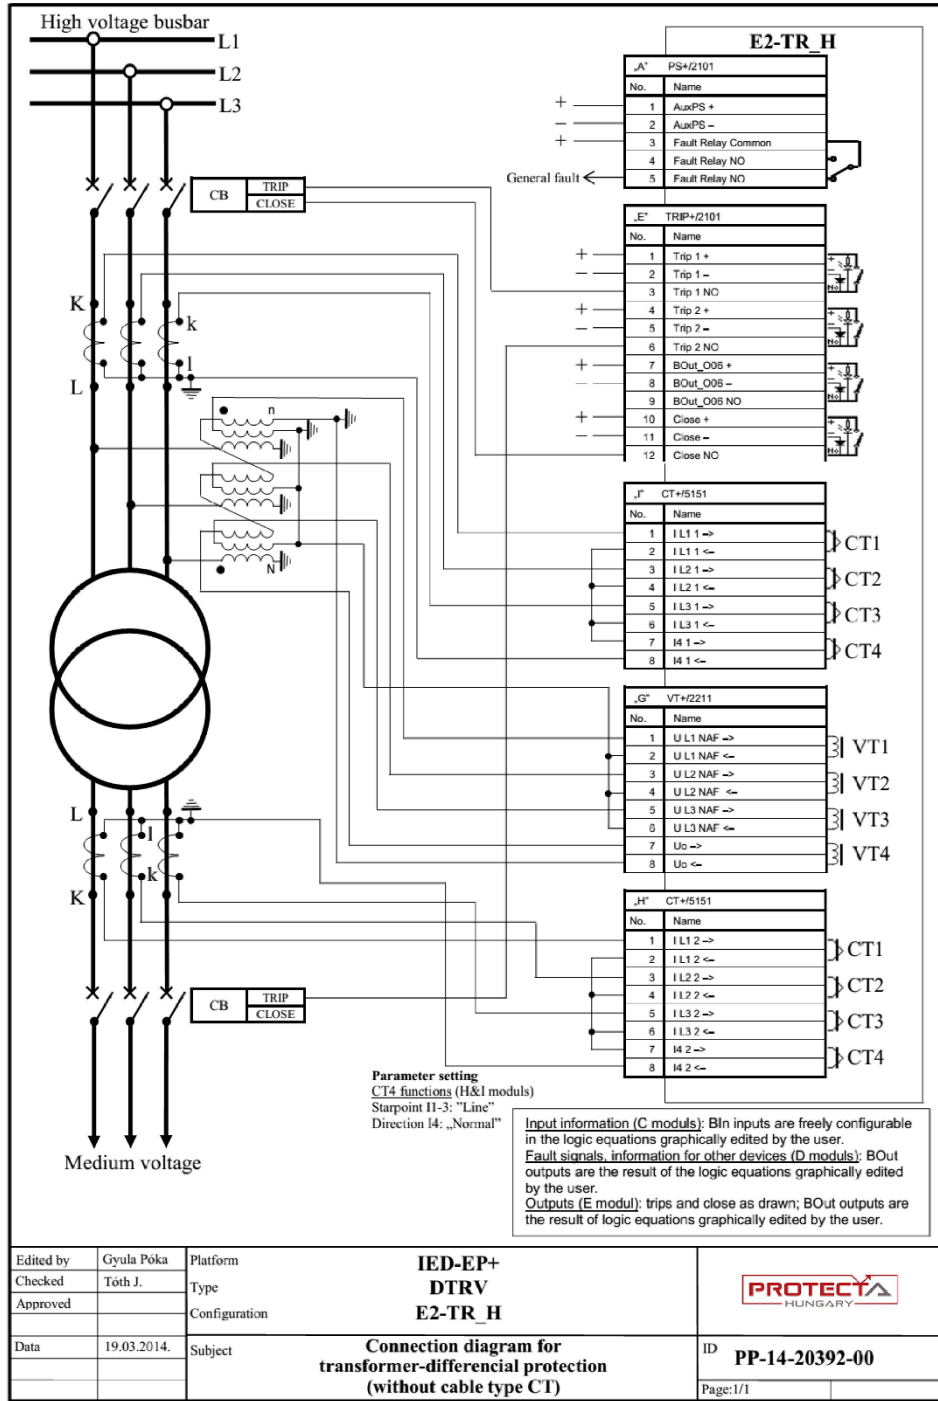 High voltage busbar
L1
L2
L3
E2-TR_H
„A" PS+/2101
No. Name
1 AuxPS +
2 AuxPS –
3 Fault Relay Common
4 Fault Relay NO
5 Fault Relay NO
+
–
+
General fault
CB TRIP
CLOSE
„E" TRIP+/2101
No. Name
+ 1 Trip 1 +
– 2 Trip 1 –
3 Trip 1 NO
+ 4 Trip 2 +
– 5 Trip 2 –
6 Trip 2 NO
+ 7 BOut_O06 +
– 8 BOut_O06 –
9 BOut_O06 NO
+ 10 Close +
– 11 Close –
12 Close NO
K
k
l
L
n
N
„I" CT+/5151
No. Name
1 I L1 1 –>
2 I L1 1 <–
3 I L2 1 –>
4 I L2 1 <–
5 I L3 1 –>
6 I L3 1 <–
7 I4 1 –>
8 I4 1 <–
CT1
CT2
CT3
CT4
„G" VT+/2211
No. Name
1 U L1 NAF –>
2 U L1 NAF <–
3 U L2 NAF –>
4 U L2 NAF <–
5 U L3 NAF –>
6 U L3 NAF <–
7 Uo –>
8 Uo <–
VT1
VT2
VT3
VT4
L
l
k
K
„H" CT+/5151
No. Name
1 I L1 2 –>
2 I L1 2 <–
3 I L2 2 –>
4 I L2 2 <–
5 I L3 2 –>
6 I L3 2 <–
7 I4 2 –>
8 I4 2 <–
CT1
CT2
CT3
CT4
CB TRIP
CLOSE
Medium voltage
Parameter setting
CT4 functions (H&I moduls)
Starpoint I1-3: "Line"
Direction I4: „Normal"
Input information (C moduls): BIn inputs are freely configurable
in the logic equations graphically edited by the user.
Fault signals, information for other devices (D moduls): BOut
outputs are the result of the logic equations graphically edited
by the user.
Outputs (E modul): trips and close as drawn; BOut outputs are
the result of logic equations graphically edited by the user.
Edited by Gyula Póka
Checked Tóth J.
Approved
Data 19.03.2014.
Platform IED-EP+
Type DTRV
Configuration E2-TR_H
Subject Connection diagram for
transformer-differencial protection
(without cable type CT)
PROTECTA
HUNGARY
ID PP-14-20392-00
Page:1/1